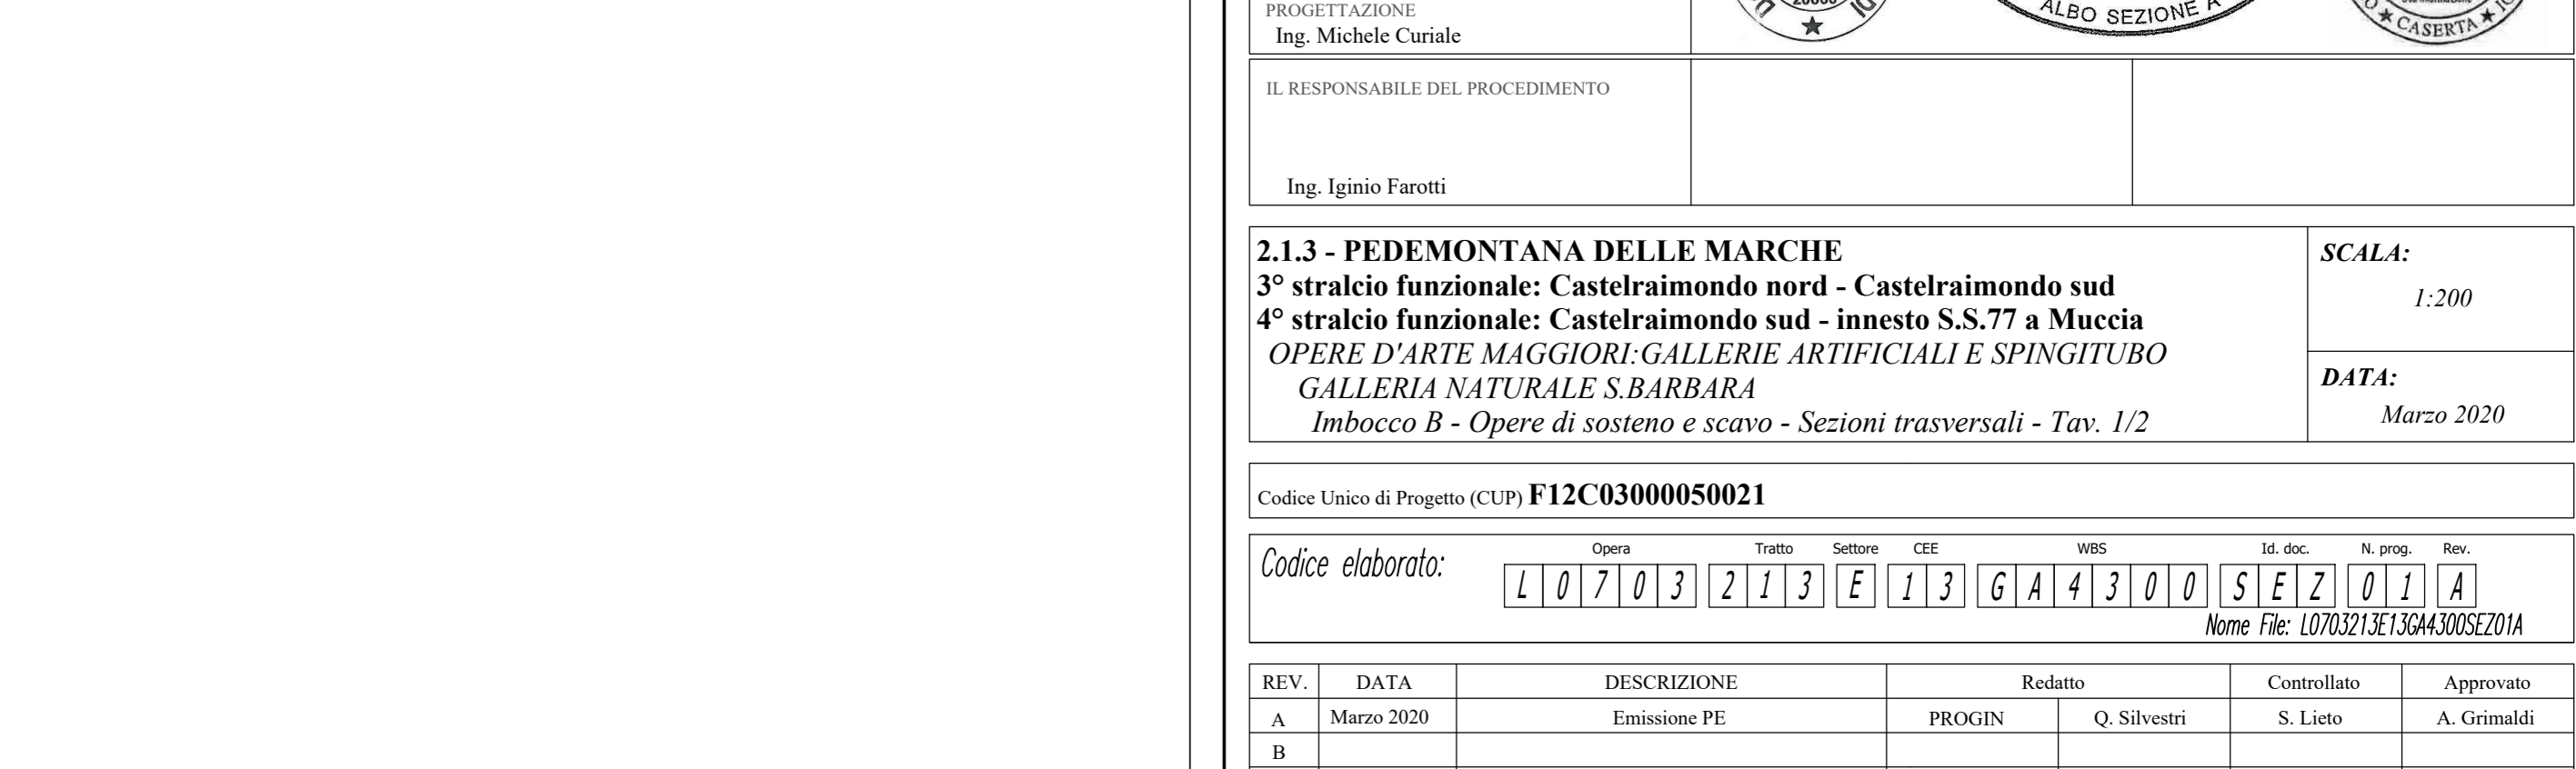 PROGETTAZIONE
Ing. Michele Curiale
ALBO SEZIONE A
★ CASERTA ★
IL RESPONSABILE DEL PROCEDIMENTO
Ing. Iginio Farotti
2.1.3 - PEDEMONTANA DELLE MARCHE
3° stralcio funzionale: Castelraimondo nord - Castelraimondo sud
4° stralcio funzionale: Castelraimondo sud - innesto S.S.77 a Muccia
OPERE D'ARTE MAGGIORI:GALLERIE ARTIFICIALI E SPINGITUBO
GALLERIA NATURALE S.BARBARA
Imbocco B - Opere di sosteno e scavo - Sezioni trasversali - Tav. 1/2
SCALA:
1:200
DATA:
Marzo 2020
Codice Unico di Progetto (CUP) F12C03000050021
Codice elaborato:
Opera Tratto Settore CEE WBS Id. doc. N. prog. Rev.
L 0 7 0 3 2 1 3 E 1 3 G A 4 3 0 0 S E Z 0 1 A
Nome File: L0703213E13GA4300SEZ01A
REV. DATA DESCRIZIONE Redatto Controllato Approvato
A Marzo 2020 Emissione PE PROGIN Q. Silvestri S. Lieto A. Grimaldi
B